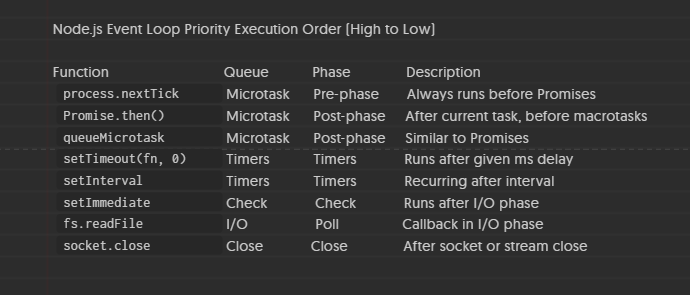 Node.js Event Loop Priority Execution Order (High to Low)
Function Queue Phase Description
process.nextTick Microtask Pre-phase Always runs before Promises
Promise.then() Microtask Post-phase After current task, before macrotasks
queueMicrotask Microtask Post-phase Similar to Promises
setTimeout(fn, 0) Timers Timers Runs after given ms delay
setInterval Timers Timers Recurring after interval
setImmediate Check Check Runs after I/O phase
fs.readFile I/O Poll Callback in I/O phase
socket.close Close Close After socket or stream close